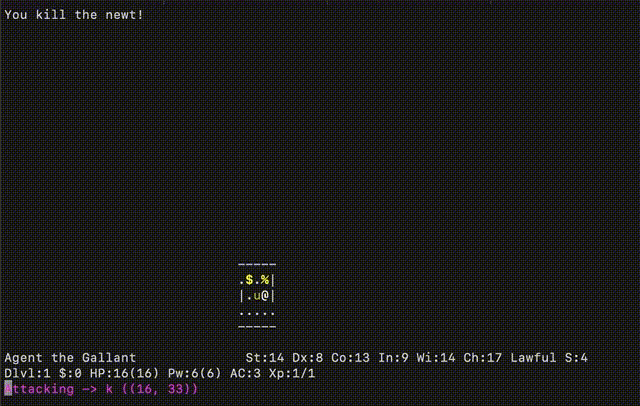 You kill the newt!
-----
.$.%|
|.u@|
.....
-----
Agent the Gallant St:14 Dx:8 Co:13 In:9 Wi:14 Ch:17 Lawful S:4
Dlvl:1 $:0 HP:16(16) Pw:6(6) AC:3 Xp:1/1
Attacking -> k ((16, 33))